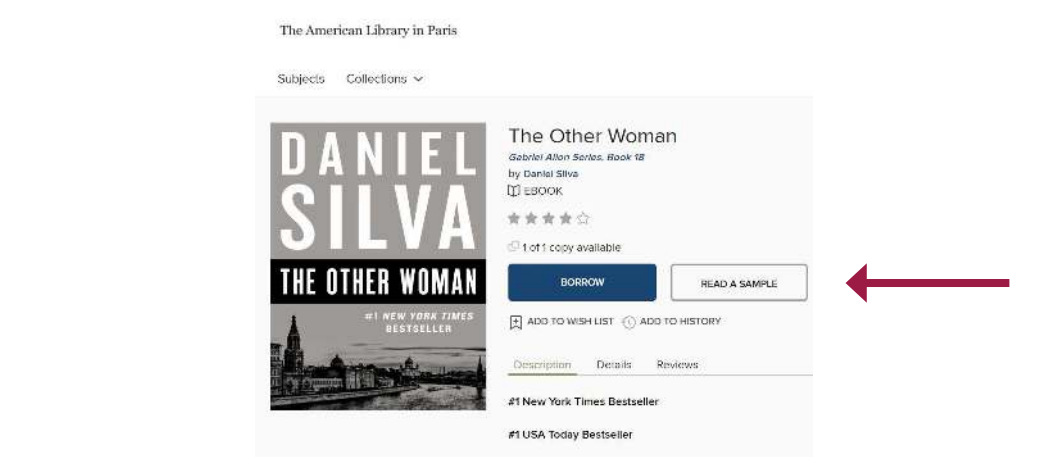 The American Library in Paris
Subjects Collections
DANIEL
SILVA
THE OTHER WOMAN
#1 NEW YORK TIMES
BESTSELLER
The Other Woman
Gabriel Allon Series, Book 18
by Daniel Silva
EBOOK
1 of 1 copy available
BORROW READ A SAMPLE
ADD TO WISH LIST ADD TO HISTORY
Description Details Reviews
#1 New York Times Bestseller
#1 USA Today Bestseller